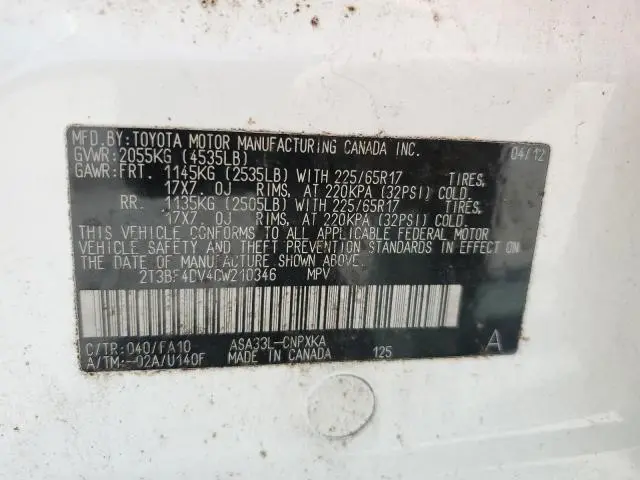 MFD.BY:TOYOTA MOTOR MANUFACTURING CANADA INC. 04/12
GVWR:2055KG (4535LB)
GAWR:FRT. 1145KG (2535LB) WITH 225/65R17 TIRES,
17X7.0J RIMS, AT 220KPA (32PSI) COLD
RR. 1135KG (2505LB) WITH 225/65R17 TIRES,
17X7.0J RIMS, AT 220KPA (32PSI) COLD
THIS VEHICLE CONFORMS TO ALL APPLICABLE FEDERAL MOTOR
VEHICLE SAFETY AND THEFT PREVENTION STANDARDS IN EFFECT ON
THE DATE OF MANUFACTURE SHOWN ABOVE.
2T3BF4DV4CW210346 MPV
C/TR:040/FA10 ASA33L-CNPXKA A
A/TM:-02A/U140F MADE IN CANADA 125